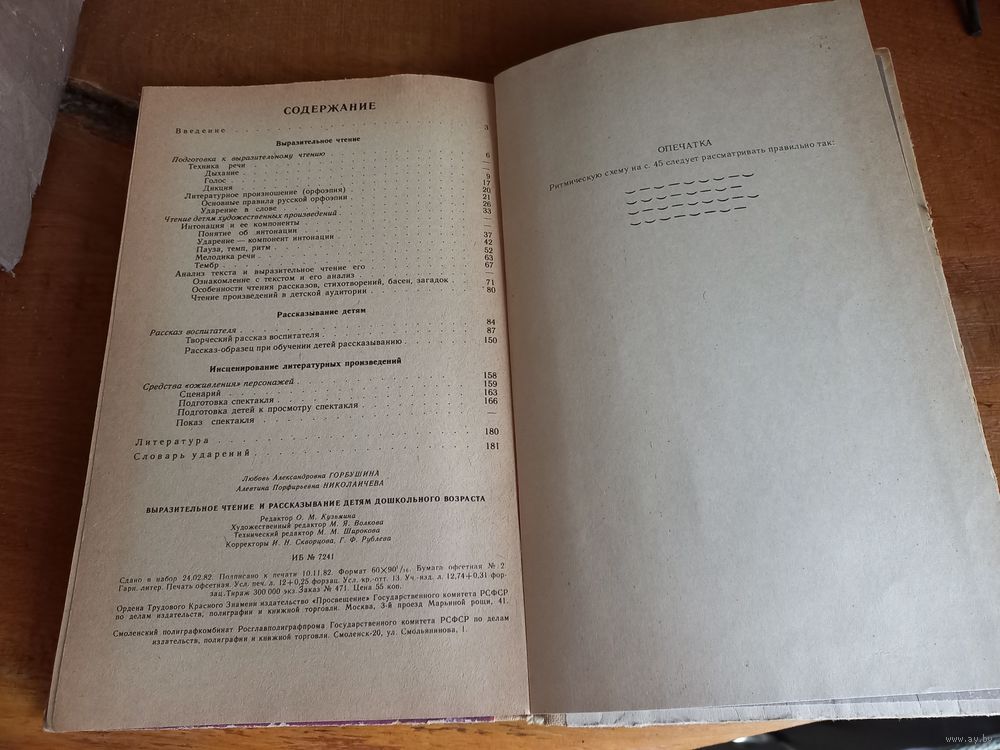 СОДЕРЖАНИЕ
Введение . . . 3
Выразительное чтение
Подготовка к выразительному чтению . . . 6
Техника речи . . . —
Дыхание . . . —
Голос . . . 9
Дикция . . . 17
Литературное произношение (орфоэпия) . . . 20
Основные правила русской орфоэпии . . . 21
Ударение в слове . . . 26
Чтение детям художественных произведений . . . 33
Интонация и ее компоненты . . . —
Понятие об интонации . . . —
Ударение — компонент интонации . . . 37
Пауза, темп, ритм . . . 42
Мелодика речи . . . 52
Тембр . . . 63
Анализ текста и выразительное чтение его . . . 67
Ознакомление с текстом и его анализ . . . —
Особенности чтения рассказов, стихотворений, басен, загадок . . . 71
Чтение произведений в детской аудитории . . . 80
Рассказывание детям
Рассказ воспитателя . . . 84
Творческий рассказ воспитателя . . . 87
Рассказ-образец при обучении детей рассказыванию . . . 150
Инсценирование литературных произведений
Средства «оживления» персонажей . . . 158
Сценарий . . . 159
Подготовка спектакля . . . 163
Подготовка детей к просмотру спектакля . . . 166
Показ спектакля . . . —
Литература . . . 180
Словарь ударений . . . 181
Любовь Александровна ГОРБУШИНА
Алевтина Порфирьевна НИКОЛАИЧЕВА
ВЫРАЗИТЕЛЬНОЕ ЧТЕНИЕ И РАССКАЗЫВАНИЕ ДЕТЯМ ДОШКОЛЬНОГО ВОЗРАСТА
Редактор О. М. Кузьмина
Художественный редактор М. Я. Волкова
Технический редактор М. М. Широкова
Корректоры И. Н. Скворцова, Г. Ф. Рублева
ИБ № 7241
Сдано в набор 24.02.82. Подписано к печати 10.11.82. Формат 60×90¹/₁₆. Бумага офсетная № 2
Гарн. литер. Печать офсетная. Усл. печ. л. 12+0,25 форзац. Усл. кр.-отт. 13. Уч.-изд. л. 12,74+0,31 фор-
зац. Тираж 300 000 экз. Заказ № 471. Цена 55 коп.
Ордена Трудового Красного Знамени издательство «Просвещение» Государственного комитета РСФСР
по делам издательств, полиграфии и книжной торговли. Москва, 3-й проезд Марьиной рощи, 41.
Смоленский полиграфкомбинат Росглавполиграфпрома Государственного комитета РСФСР по делам
издательств, полиграфии и книжной торговли. Смоленск-20, ул. Смольянинова, 1.
ОПЕЧАТКА
Ритмическую схему на с. 45 следует рассматривать правильно так:
www.ay.by